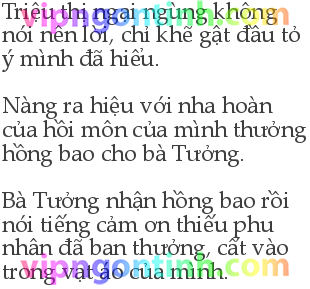 vipngontinh.com
Triệu thị ngại ngùng không
nói nên lời, chỉ khẽ gật đầu tỏ
ý mình đã hiểu.
Nàng ra hiệu với nha hoàn
của hồi môn của mình thưởng
hồng bao cho bà Tưởng.
Bà Tưởng nhận hồng bao rồi
nói tiếng cảm ơn thiếu phu
nhân đã ban thưởng, cất vào
trong vạt áo của mình.
vipngontinh.com